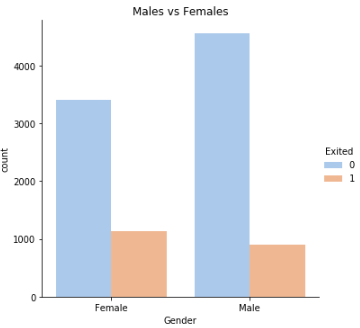 Males vs Females
4000
3000
2000
1000
0
count
Female
Male
Gender
Exited
0
1